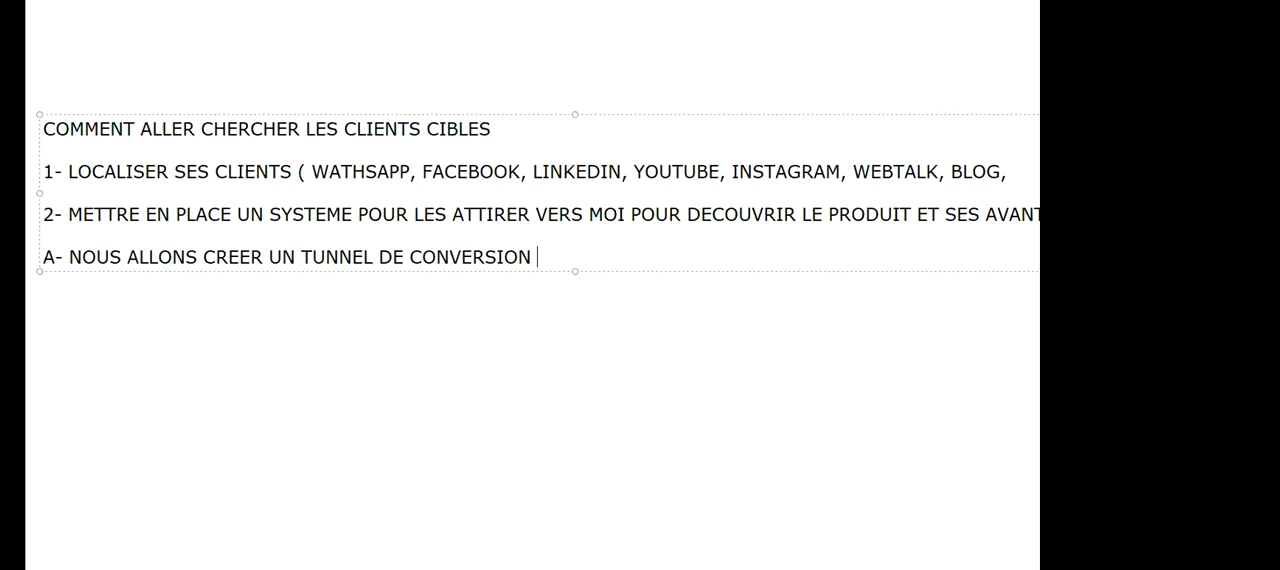 COMMENT ALLER CHERCHER LES CLIENTS CIBLES
1- LOCALISER SES CLIENTS ( WATHSAPP, FACEBOOK, LINKEDIN, YOUTUBE, INSTAGRAM, WEBTALK, BLOG,
2- METTRE EN PLACE UN SYSTEME POUR LES ATTIRER VERS MOI POUR DECOUVRIR LE PRODUIT ET SES AVANT
A- NOUS ALLONS CREER UN TUNNEL DE CONVERSION